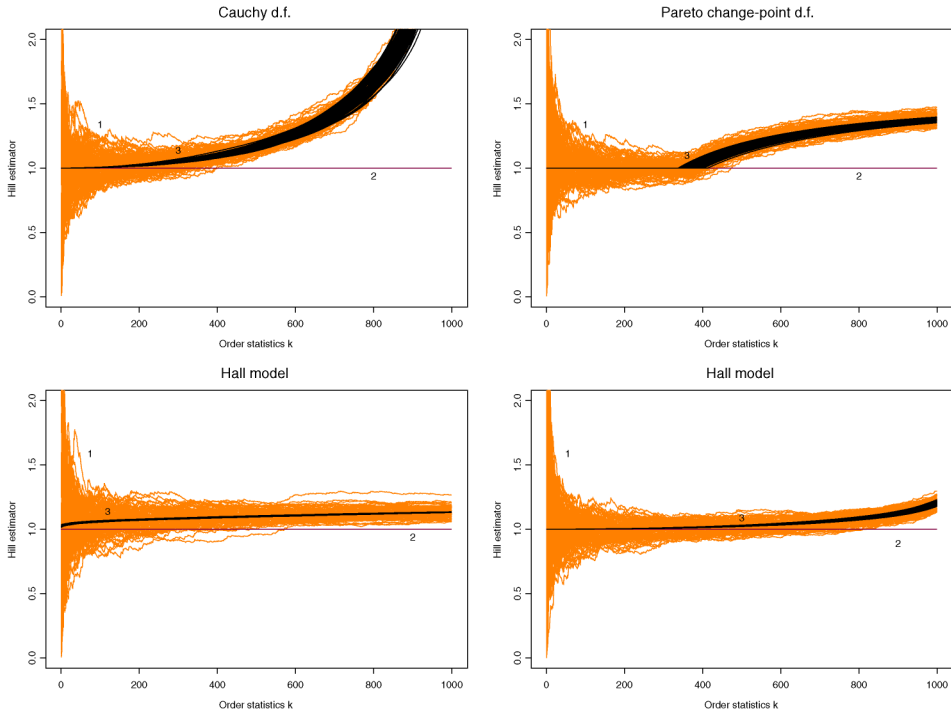 Cauchy d.f.
Hill estimator
2.0
1.5
1.0
0.5
0.0
1
3
2
0 200 400 600 800 1000
Order statistics k
Pareto change-point d.f.
Hill estimator
2.0
1.5
1.0
0.5
0.0
1
3
2
0 200 400 600 800 1000
Order statistics k
Hall model
Hill estimator
2.0
1.5
1.0
0.5
0.0
1
3
2
0 200 400 600 800 1000
Order statistics k
Hall model
Hill estimator
2.0
1.5
1.0
0.5
0.0
1
3
2
0 200 400 600 800 1000
Order statistics k